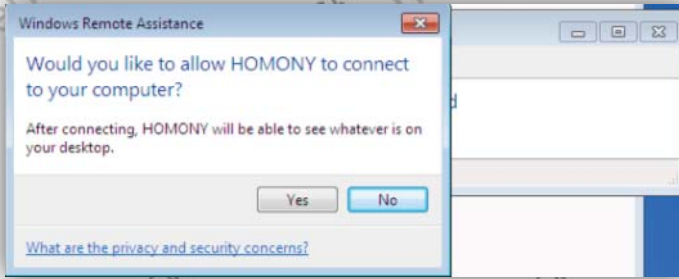 Windows Remote Assistance
Would you like to allow HOMONY to connect
to your computer?
After connecting, HOMONY will be able to see whatever is on
your desktop.
Yes
No
What are the privacy and security concerns?